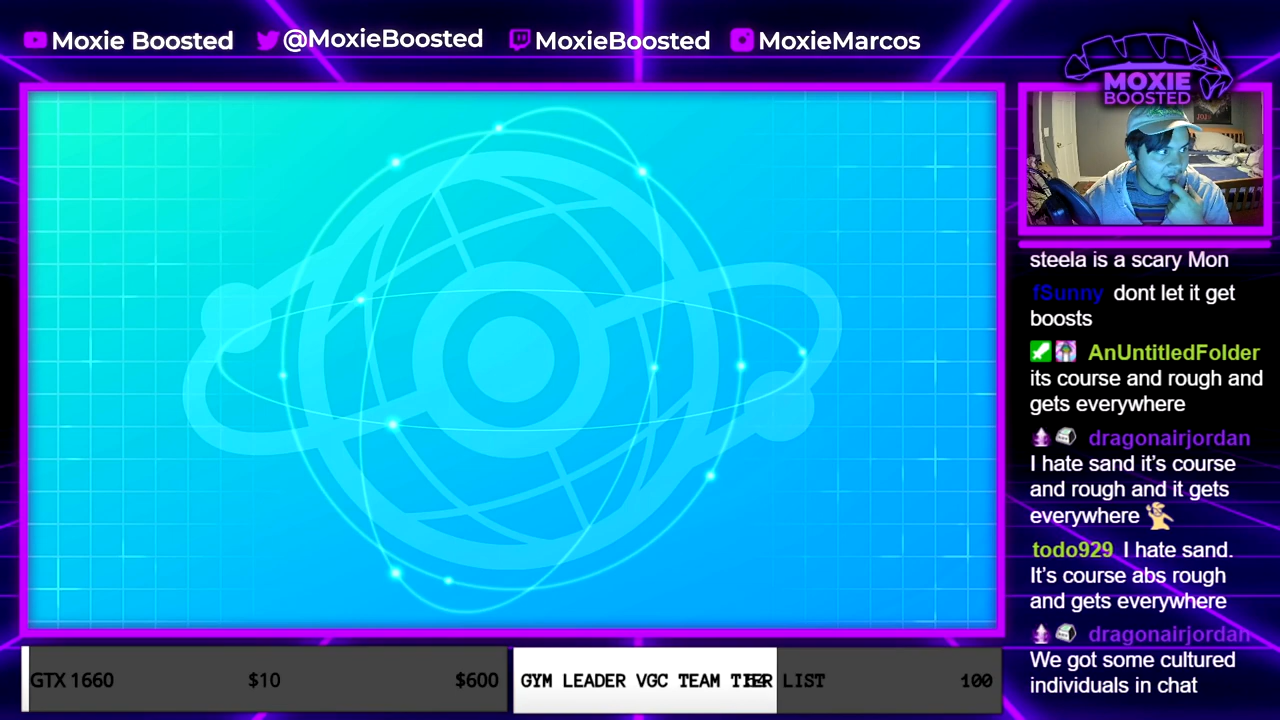 Moxie Boosted @MoxieBoosted MoxieBoosted MoxieMarcos
MOXIE
BOOSTED
steela is a scary Mon
fSunny dont let it get
boosts
AnUntitledFolder
its course and rough and
gets everywhere
dragonairjordan
I hate sand it's course
and rough and it gets
everywhere
todo929 I hate sand.
It's course abs rough
and gets everywhere
dragonairjordan
We got some cultured
individuals in chat
GTX 1660 $10 $600
GYM LEADER VGC TEAM TIER LIST 100